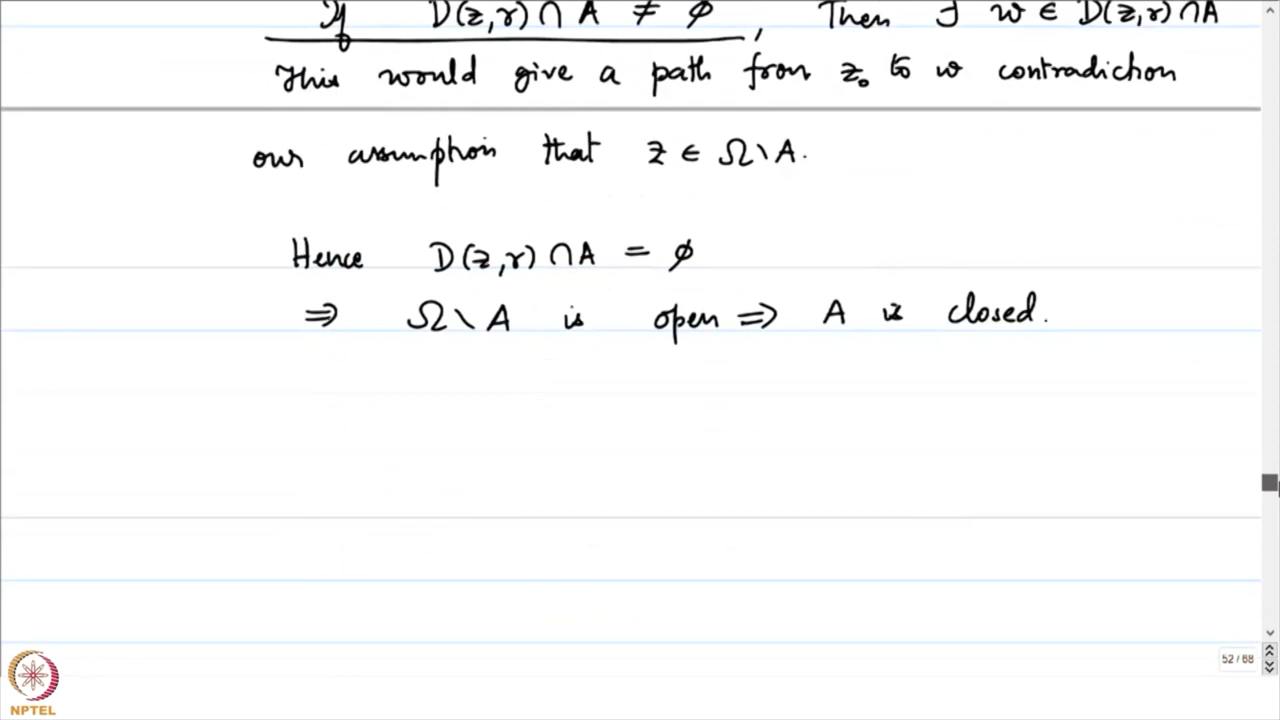 If D(z,r) ∩ A ≠ φ, Then ∃ w ∈ D(z,r) ∩ A
This would give a path from z₀ to w contradiction
our assumption that z ∈ Ω\A.
Hence D(z,r) ∩ A = φ
⇒ Ω\A is open ⇒ A is closed.
52 / 68
NPTEL